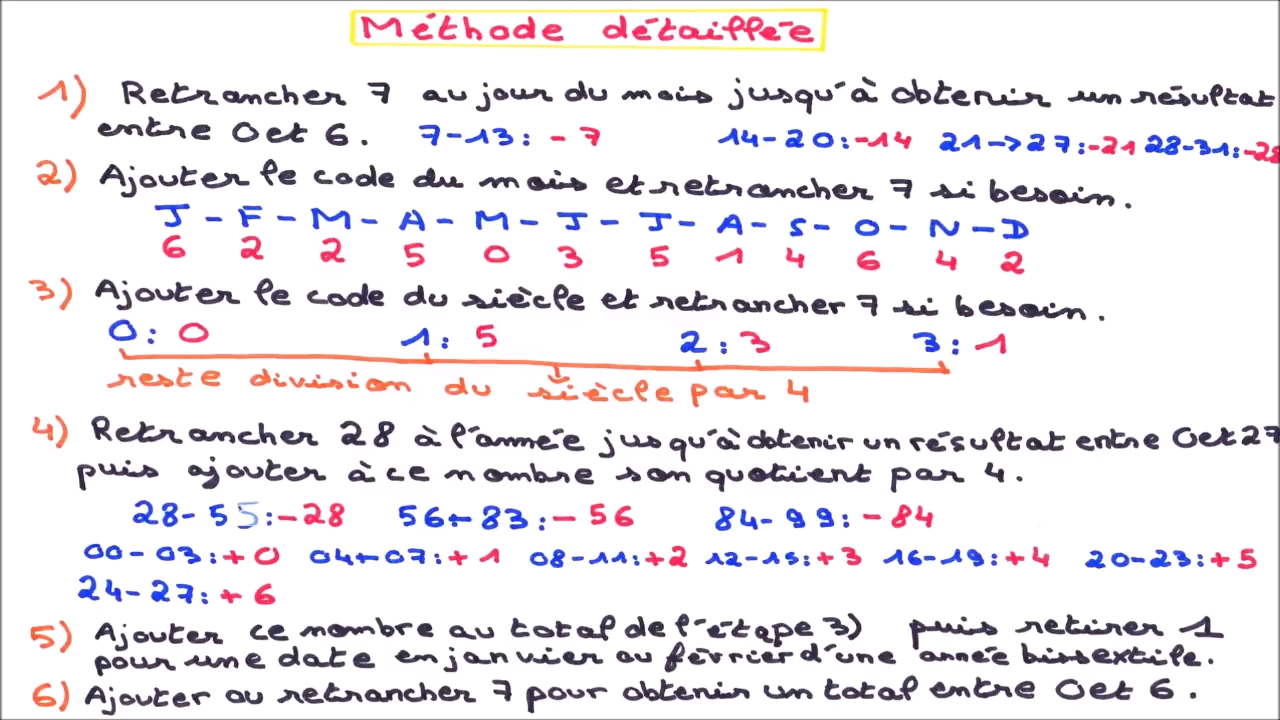 Méthode détaillée
1) Retrancher 7 au jour du mois jusqu'à obtenir un résultat
entre 0 et 6. 7-13: -7 14-20:-14 21->27:-21 28-31:-28
2) Ajouter le code du mois et retrancher 7 si besoin.
J - F - M - A - M - J - J - A - S - O - N - D
6 2 2 5 0 3 5 1 4 6 4 2
3) Ajouter le code du siècle et retrancher 7 si besoin.
0: 0 1: 5 2: 3 3: 1
reste division du siècle par 4
4) Retrancher 28 à l'année jusqu'à obtenir un résultat entre 0 et 27
puis ajouter à ce nombre son quotient par 4.
28-55:-28 56-83:-56 84-99:-84
00-03:+0 04-07:+1 08-11:+2 12-15:+3 16-19:+4 20-23:+5
24-27:+6
5) Ajouter ce nombre au total de l'étape 3) puis retirer 1
pour une date en janvier ou février d'une année bissextile.
6) Ajouter ou retrancher 7 pour obtenir un total entre 0 et 6.